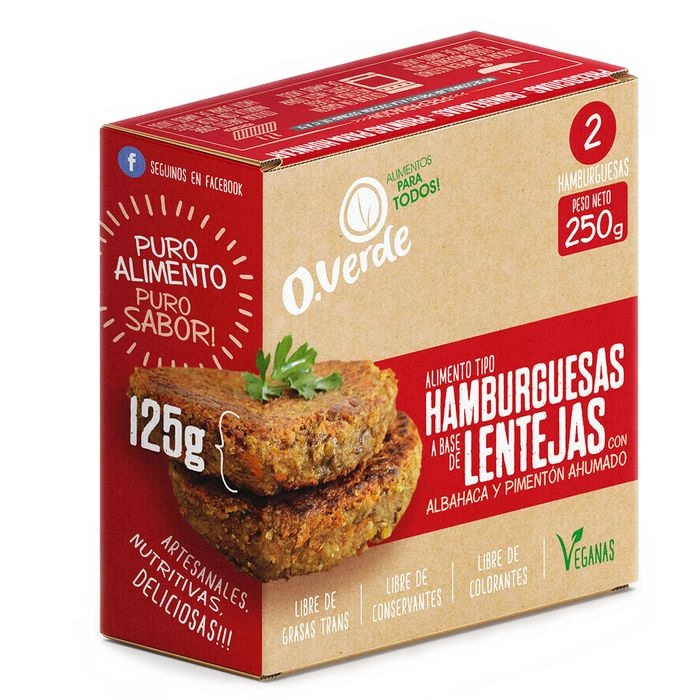 SEGUINOS EN FACEBOOK
PURO
ALIMENTO
PURO
SABOR!
125g
ARTESANALES,
NUTRITIVAS,
DELICIOSAS!!!
ALIMENTOS
PARA
TODOS!
O.Verde
2
HAMBURGUESAS
PESO NETO
250g
ALIMENTO TIPO
HAMBURGUESAS
A BASE DE LENTEJAS CON
ALBAHACA Y PIMENTÓN AHUMADO
LIBRE DE
GRASAS TRANS
LIBRE DE
CONSERVANTES
LIBRE DE
COLORANTES
VEGANAS